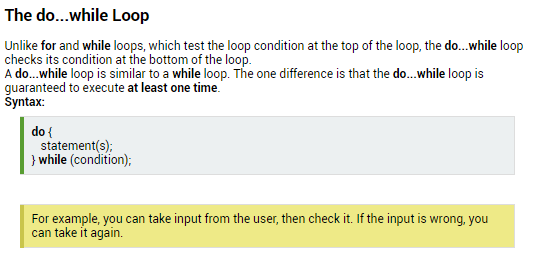 The do...while Loop
Unlike for and while loops, which test the loop condition at the top of the loop, the do...while loop
checks its condition at the bottom of the loop.
A do...while loop is similar to a while loop. The one difference is that the do...while loop is
guaranteed to execute at least one time.
Syntax:
do {
statement(s);
} while (condition);
For example, you can take input from the user, then check it. If the input is wrong, you
can take it again.